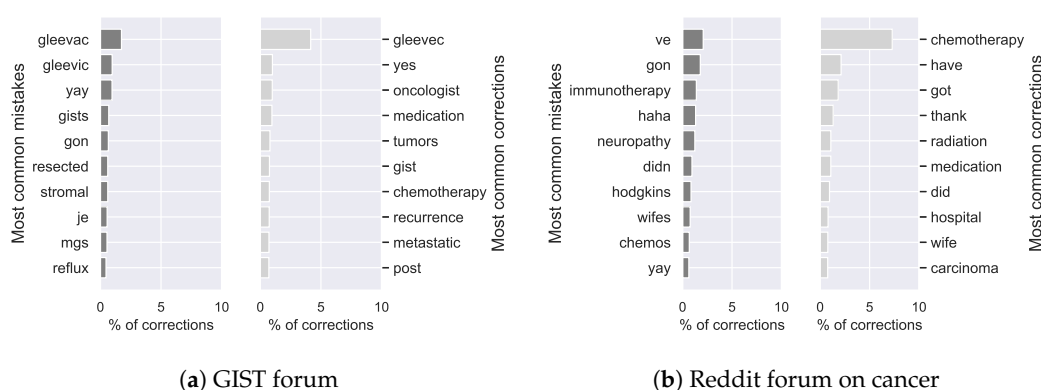 Most common mistakes
gleevac
gleevic
yay
gists
gon
resected
stromal
je
mgs
reflux
0 5 10
% of corrections
gleevec
yes
oncologist
medication
tumors
gist
chemotherapy
recurrence
metastatic
post
0 5 10
% of corrections
Most common corrections
(a) GIST forum
Most common mistakes
ve
gon
immunotherapy
haha
neuropathy
didn
hodgkins
wifes
chemos
yay
0 5 10
% of corrections
chemotherapy
have
got
thank
radiation
medication
did
hospital
wife
carcinoma
0 5 10
% of corrections
Most common corrections
(b) Reddit forum on cancer